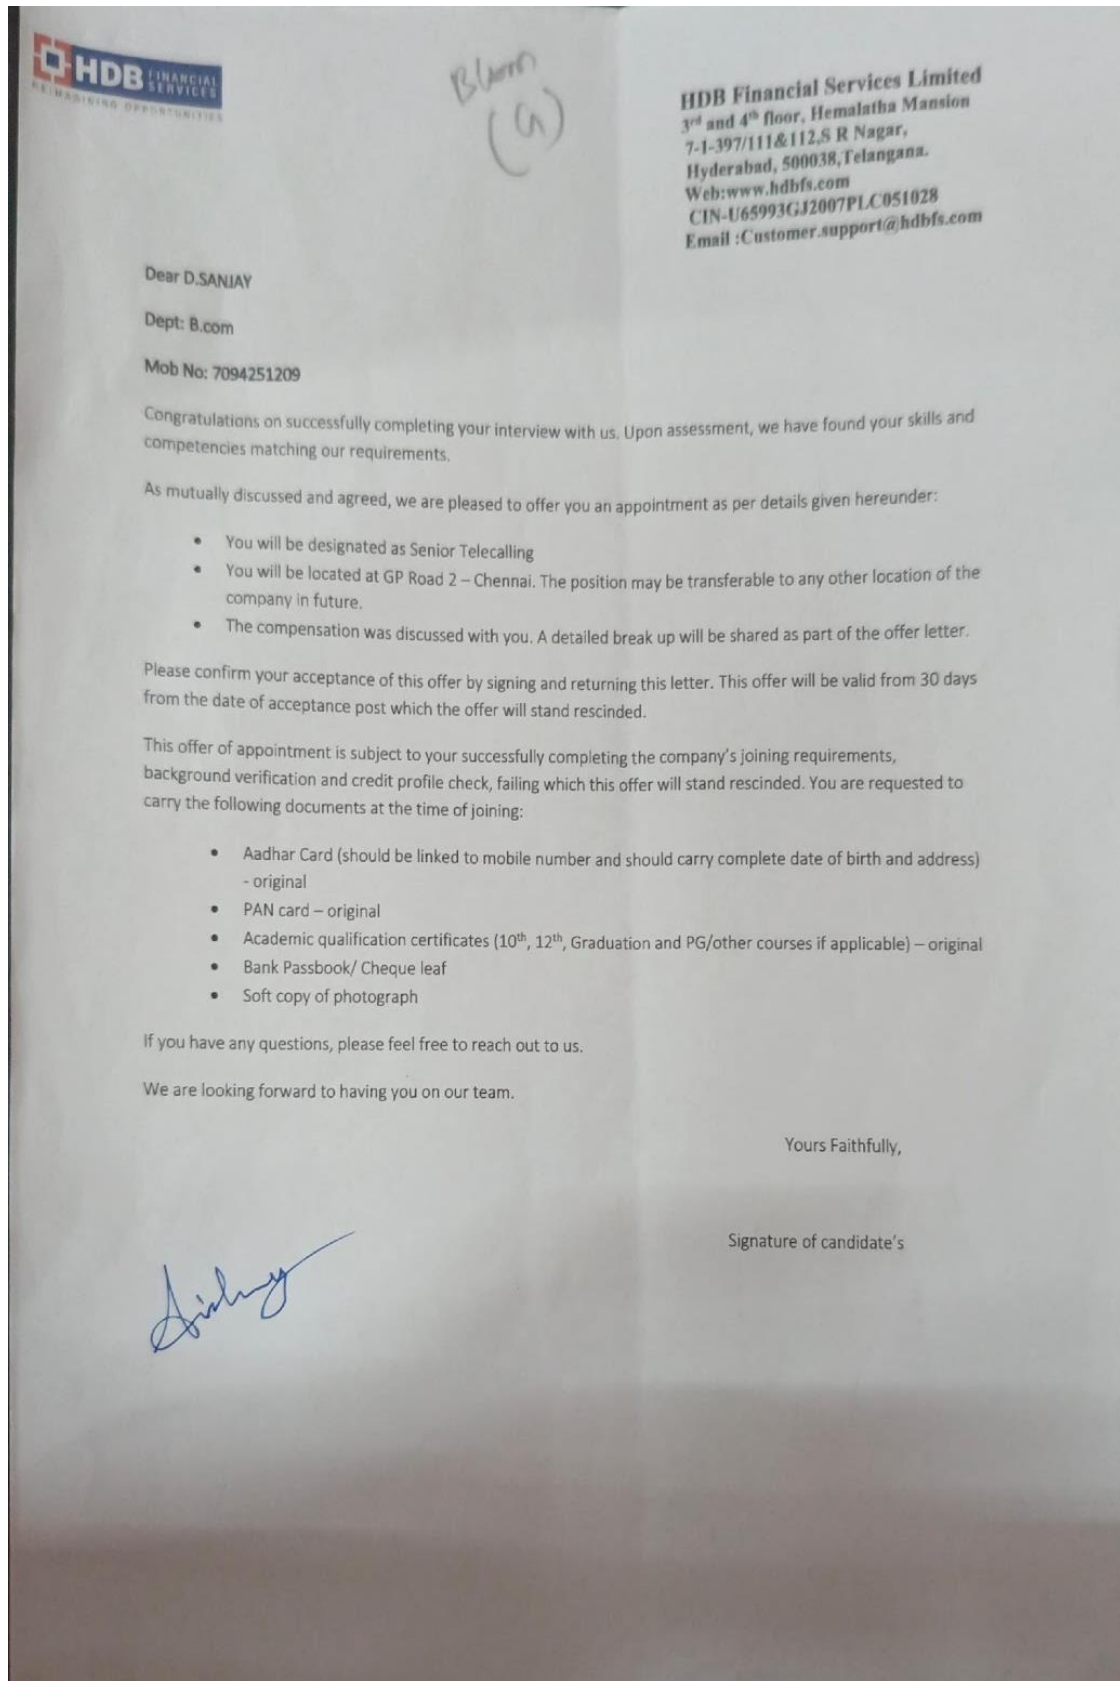 HDB FINANCIAL
SERVICES
REIMAGINING OPPORTUNITIES
B.com
(G)
HDB Financial Services Limited
3rd and 4th floor, Hemalatha Mansion
7-1-397/111&112,S R Nagar,
Hyderabad, 500038,Telangana.
Web:www.hdbfs.com
CIN-U65993GJ2007PLC051028
Email :Customer.support@hdbfs.com
Dear D.SANJAY
Dept: B.com
Mob No: 7094251209
Congratulations on successfully completing your interview with us. Upon assessment, we have found your skills and
competencies matching our requirements.
As mutually discussed and agreed, we are pleased to offer you an appointment as per details given hereunder:
• You will be designated as Senior Telecalling
• You will be located at GP Road 2 – Chennai. The position may be transferable to any other location of the
company in future.
• The compensation was discussed with you. A detailed break up will be shared as part of the offer letter.
Please confirm your acceptance of this offer by signing and returning this letter. This offer will be valid from 30 days
from the date of acceptance post which the offer will stand rescinded.
This offer of appointment is subject to your successfully completing the company's joining requirements,
background verification and credit profile check, failing which this offer will stand rescinded. You are requested to
carry the following documents at the time of joining:
• Aadhar Card (should be linked to mobile number and should carry complete date of birth and address)
- original
• PAN card – original
• Academic qualification certificates (10th, 12th, Graduation and PG/other courses if applicable) – original
• Bank Passbook/ Cheque leaf
• Soft copy of photograph
If you have any questions, please feel free to reach out to us.
We are looking forward to having you on our team.
Yours Faithfully,
Signature of candidate's